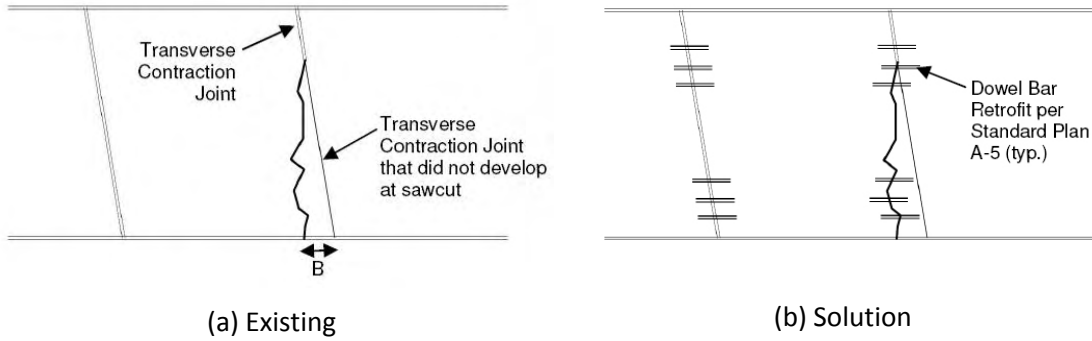 Transverse
Contraction
Joint
Transverse
Contraction Joint
that did not develop
at sawcut
B
(a) Existing
Dowel Bar
Retrofit per
Standard Plan
A-5 (typ.)
(b) Solution